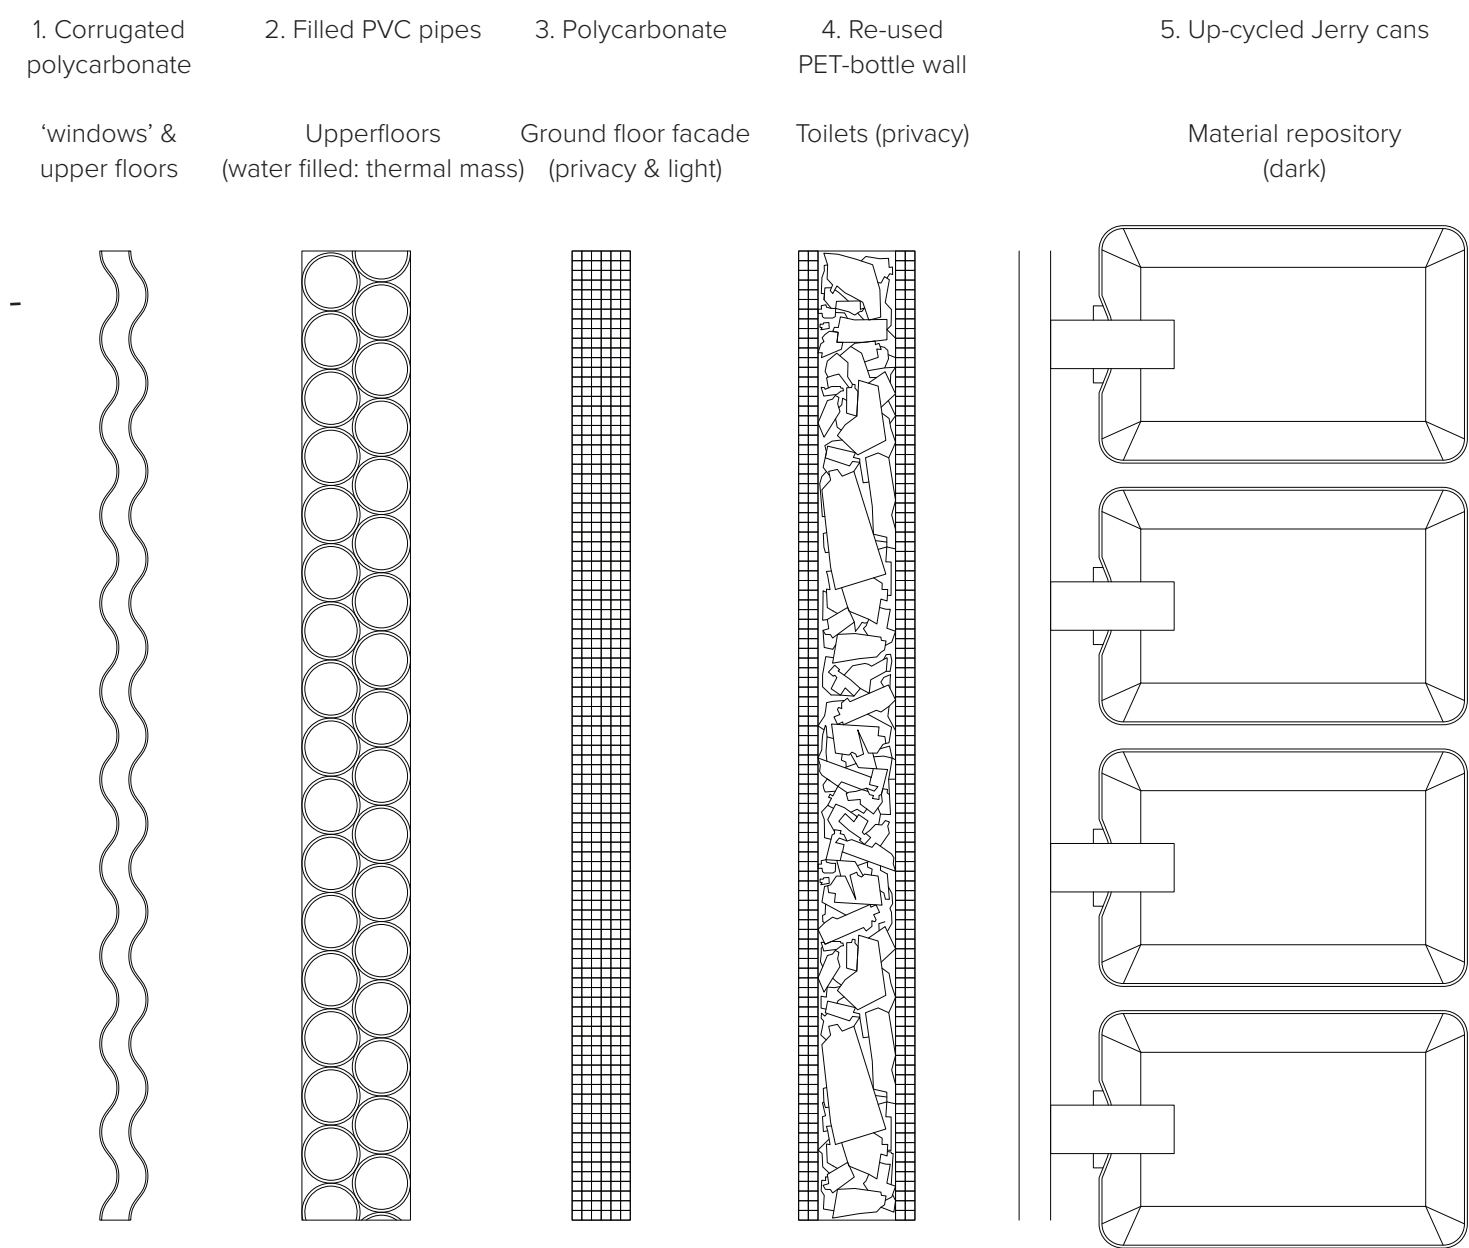 1. Corrugated
polycarbonate
‘windows’ &
upper floors
2. Filled PVC pipes
Upperfloors
(water filled: thermal mass)
3. Polycarbonate
Ground floor facade
(privacy & light)
4. Re-used
PET-bottle wall
Toilets (privacy)
5. Up-cycled Jerry cans
Material repository
(dark)